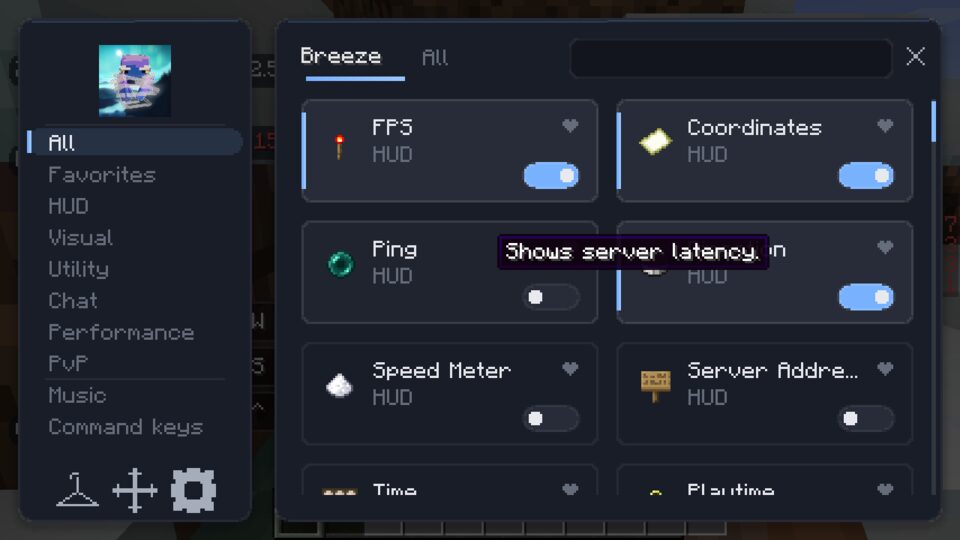 Breeze
All
All
Favorites
HUD
Visual
Utility
Chat
Performance
PvP
Music
Command keys
FPS
HUD
Coordinates
HUD
Ping
HUD
Shows server latency.
HUD
Speed Meter
HUD
Server Addre...
HUD
Time
Playtime